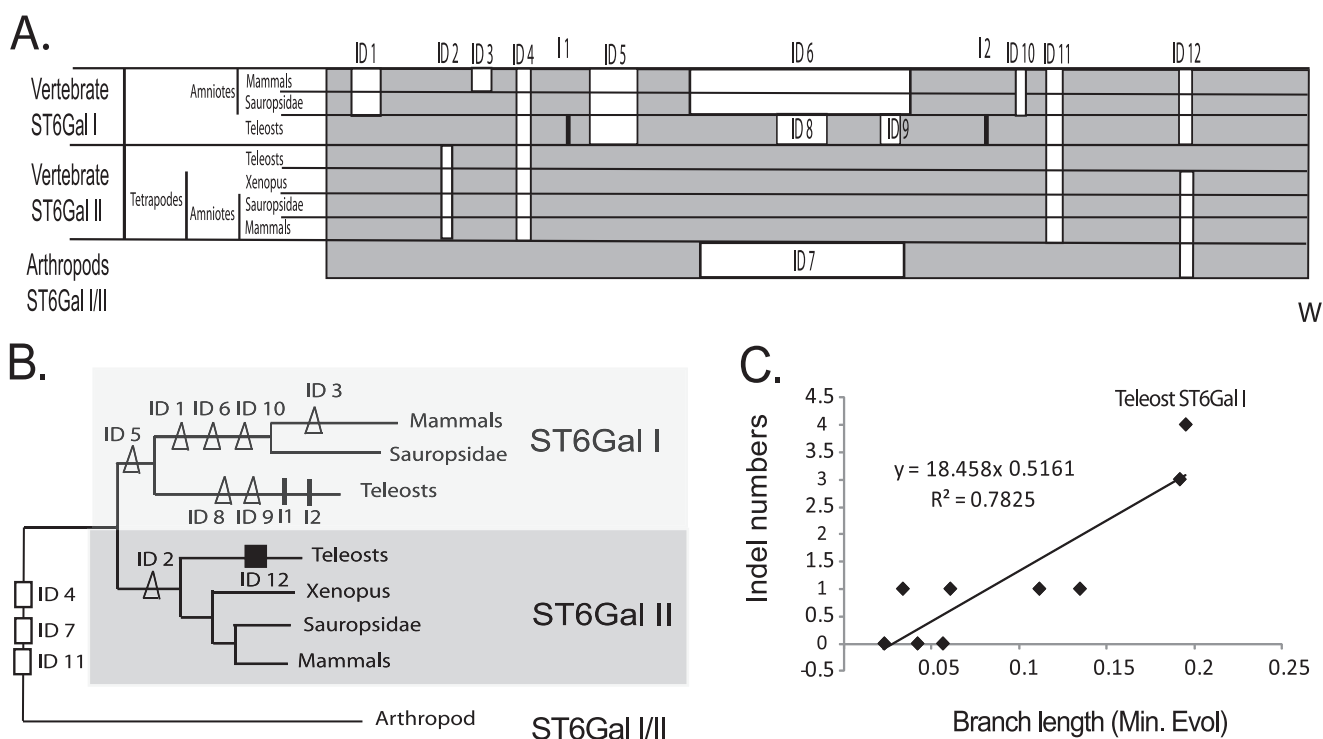 A.
ID 1 ID 2 ID 3 ID 4 I 1 ID 5 ID 6 I 2 ID 10 ID 11 ID 12
Vertebrate
ST6Gal I
Amniotes
Mammals
Sauropsidae
Teleosts
ID 8 ID 9
Vertebrate
ST6Gal II
Tetrapodes
Amniotes
Teleosts
Xenopus
Sauropsidae
Mammals
Arthropods
ST6Gal I/II
ID 7
W
B.
ID 3
ID 1 ID 6 ID 10
Mammals
ID 5
ST6Gal I
Sauropsidae
Teleosts
ID 8 ID 9 I1 I2
ID 2
Teleosts
ID 12
Xenopus
ST6Gal II
Sauropsidae
Mammals
ID 4
ID 7
ID 11
Arthropod
ST6Gal I/II
C.
Indel numbers
4.5
4
3.5
3
2.5
2
1.5
1
0.5
0
-0.5
Teleost ST6Gal I
y = 18.458x 0.5161
R² = 0.7825
0.05 0.1 0.15 0.2 0.25
Branch length (Min. Evol)